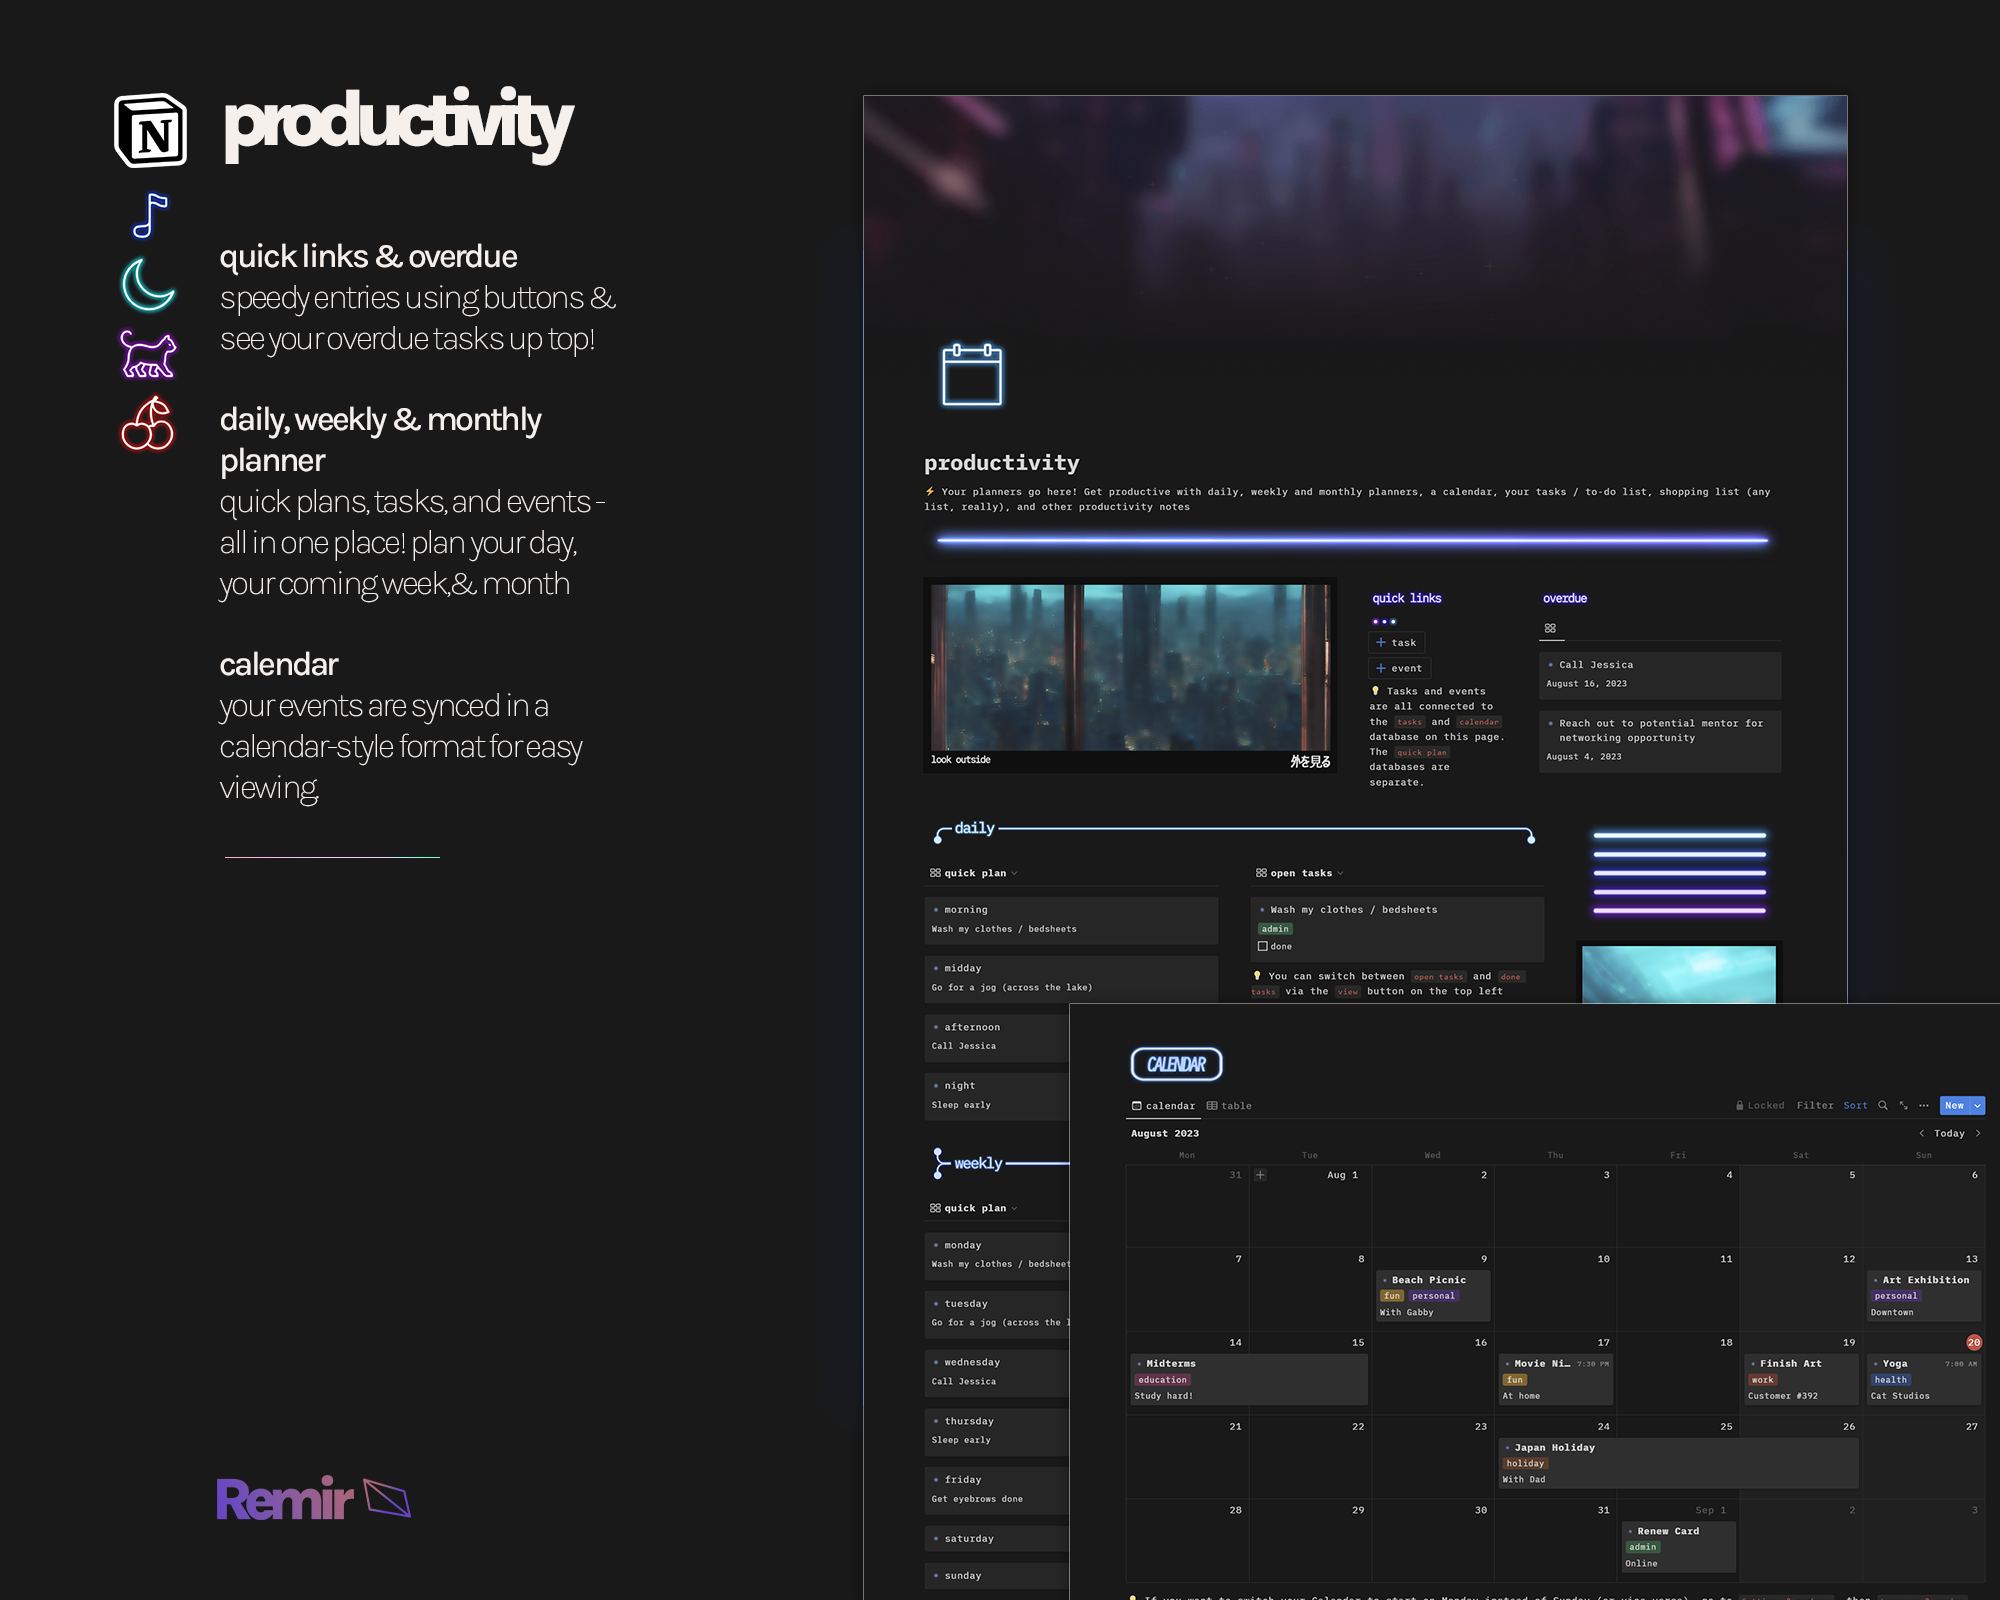 N
productivity
quick links & overdue
speedy entries using buttons &
see your overdue tasks up top!
daily, weekly & monthly
planner
quick plans, tasks, and events -
all in one place! plan your day,
your coming week,& month
calendar
your events are synced in a
calendar-style format for easy
viewing.
Remir
productivity
⚡ Your planners go here! Get productive with daily, weekly and monthly planners, a calendar, your tasks / to-do list, shopping list (any
list, really), and other productivity notes
look outside
外を見る
quick links
+ task
+ event
💡 Tasks and events
are all connected to
the tasks and calendar
database on this page.
The quick plan
databases are
separate.
overdue
Call Jessica
August 16, 2023
Reach out to potential mentor for
networking opportunity
August 4, 2023
daily
quick plan
morning
Wash my clothes / bedsheets
midday
Go for a jog (across the lake)
afternoon
Call Jessica
night
Sleep early
open tasks
Wash my clothes / bedsheets
admin
done
💡 You can switch between open tasks and done
tasks via the view button on the top left
weekly
quick plan
monday
Wash my clothes / bedsheet
tuesday
Go for a jog (across the l
wednesday
Call Jessica
thursday
Sleep early
friday
Get eyebrows done
saturday
sunday
CALENDAR
calendar table
Locked Filter Sort ••• New
August 2023
Today
Mon Tue Wed Thu Fri Sat Sun
31 + Aug 1 2 3 4 5 6
7 8 9 10 11 12 13
Beach Picnic
fun personal
With Gabby
Art Exhibition
personal
Downtown
14 15 16 17 18 19 20
Midterms
education
Study hard!
Movie Ni… 7:30 PM
fun
At home
Finish Art
work
Customer #392
Yoga 7:00 AM
health
Cat Studios
21 22 23 24 25 26 27
Japan Holiday
holiday
With Dad
28 29 30 31 Sep 1 2 3
Renew Card
admin
Online